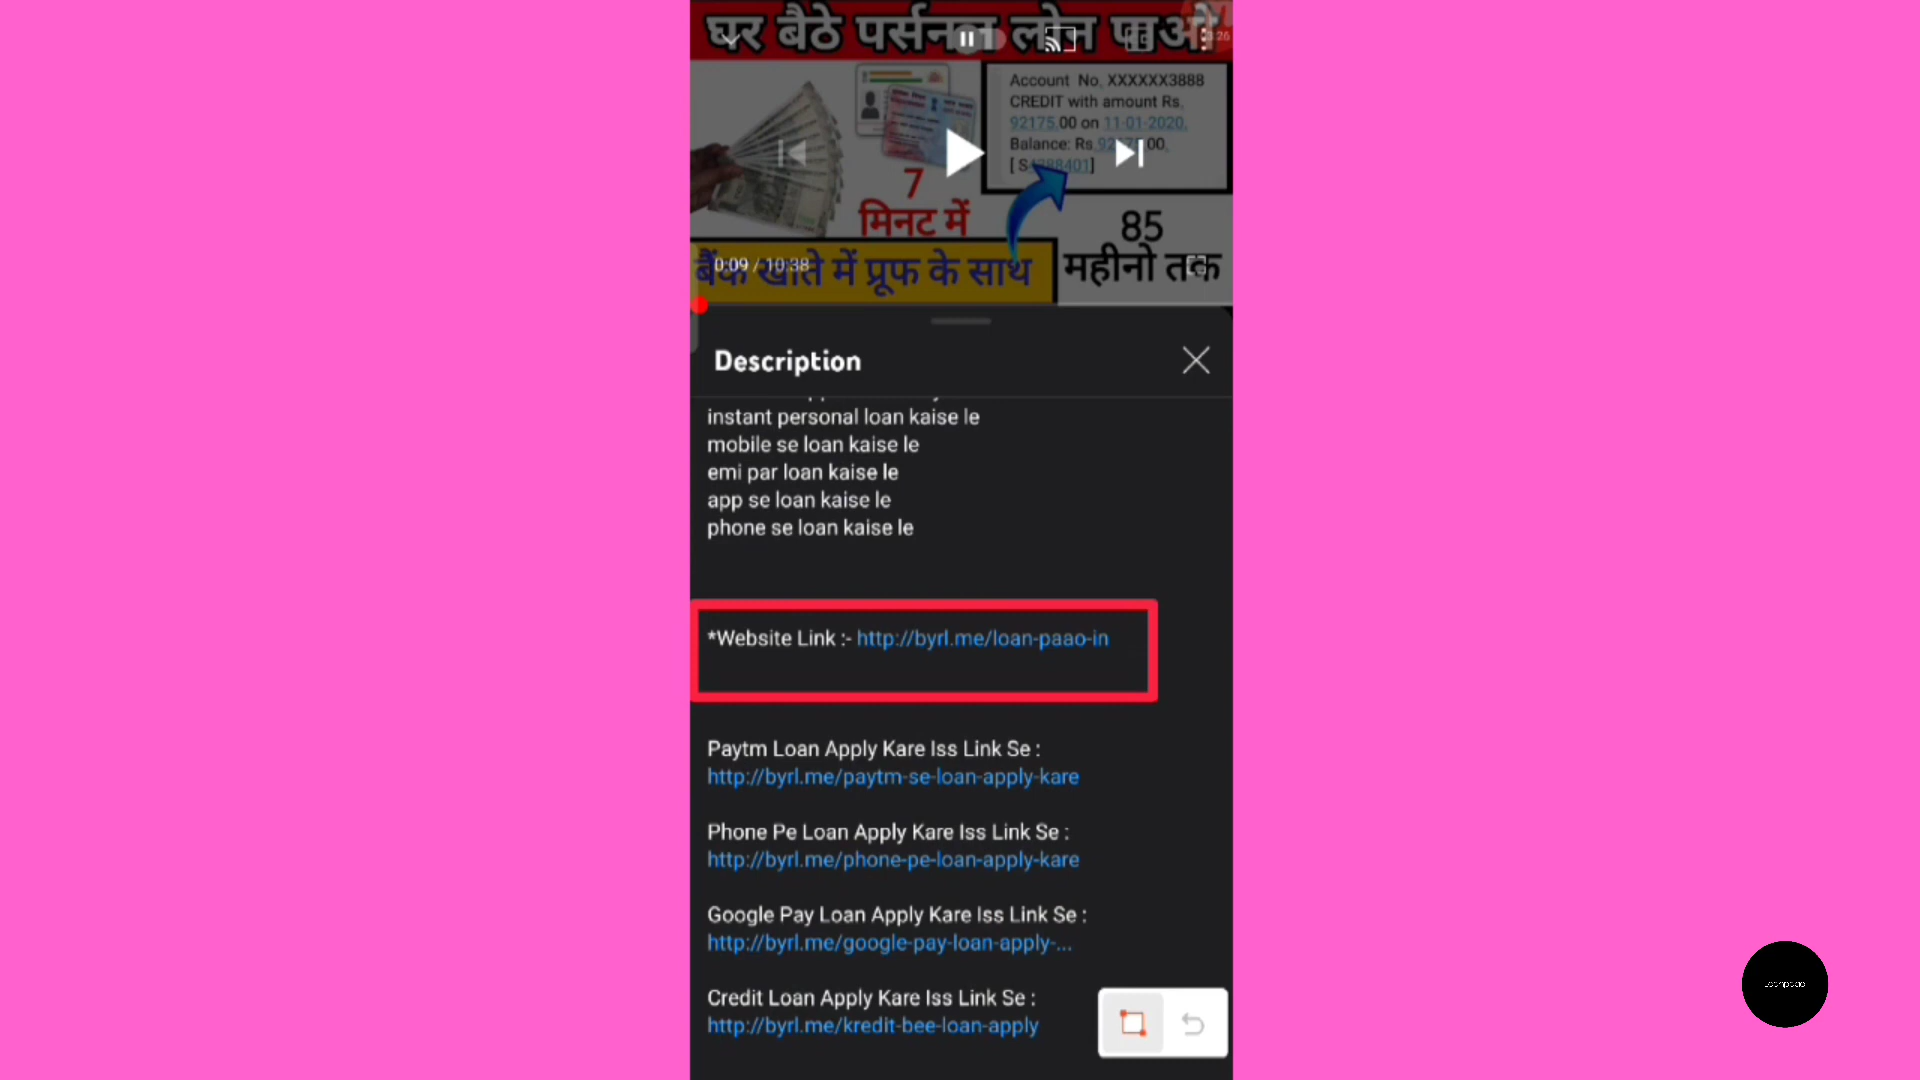 घर बैठे पर्सनल लोन पाओ
Account No. XXXXXX3888
CREDIT with amount Rs.
92175.00 on 11-01-2020.
Balance: Rs 00.
7
मिनट में
85
महीनो तक
बैंक खाते में प्रूफ के साथ
0:09 / 10:38
Description
instant personal loan kaise le
mobile se loan kaise le
emi par loan kaise le
app se loan kaise le
phone se loan kaise le
*Website Link :- http://byrl.me/loan-paao-in
Paytm Loan Apply Kare Iss Link Se :
http://byrl.me/paytm-se-loan-apply-kare
Phone Pe Loan Apply Kare Iss Link Se :
http://byrl.me/phone-pe-loan-apply-kare
Google Pay Loan Apply Kare Iss Link Se :
http://byrl.me/google-pay-loan-apply-...
Credit Loan Apply Kare Iss Link Se :
http://byrl.me/kredit-bee-loan-apply